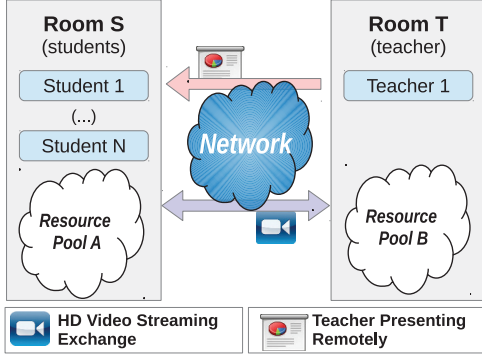 Room S
(students)
Student 1
(...)
Student N
Resource
Pool A
Network
Room T
(teacher)
Teacher 1
Resource
Pool B
HD Video Streaming
Exchange
Teacher Presenting
Remotely